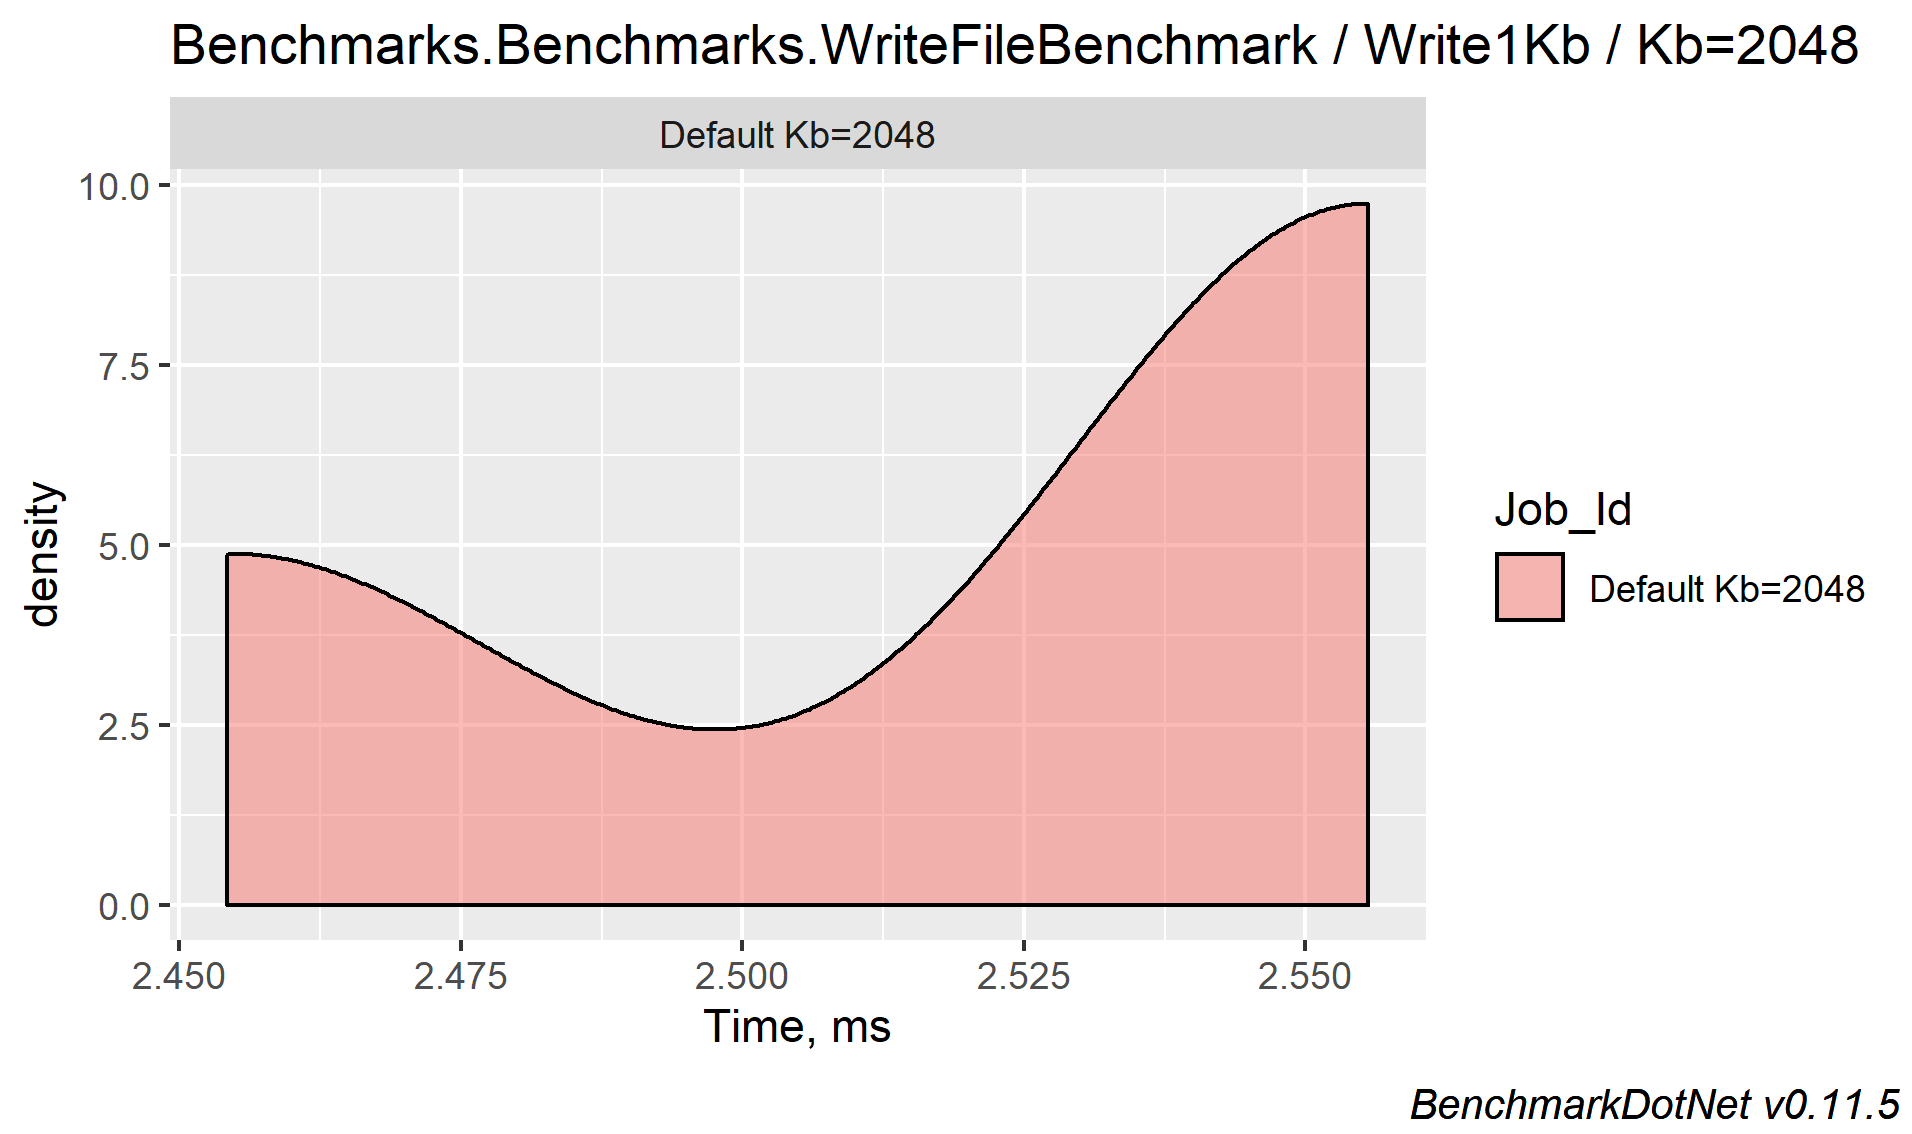 Benchmarks.Benchmarks.WriteFileBenchmark / Write1Kb / Kb=2048
Default Kb=2048
10.0
7.5
5.0
2.5
0.0
density
2.450 2.475 2.500 2.525 2.550
Time, ms
Job_Id
Default Kb=2048
BenchmarkDotNet v0.11.5